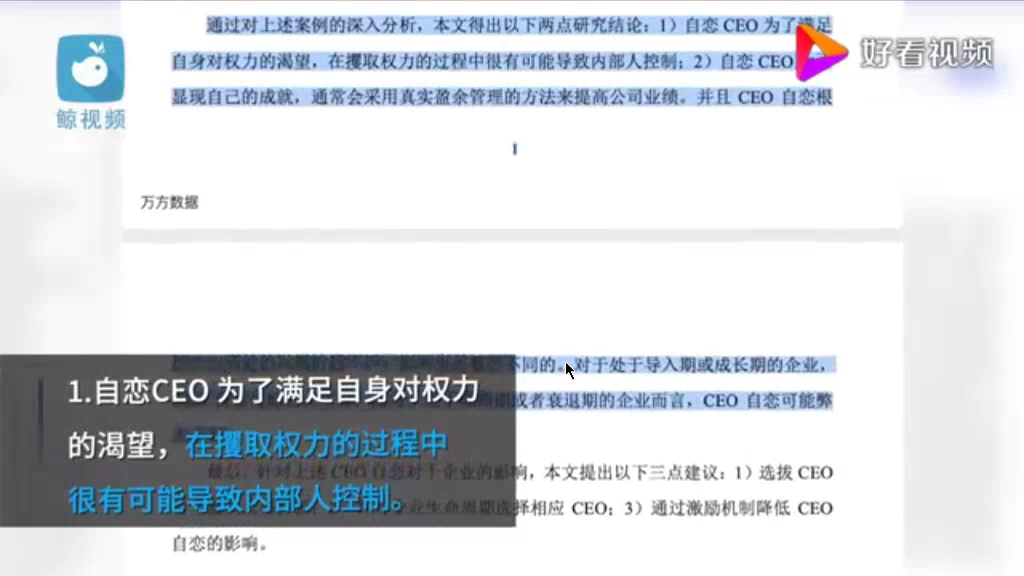 通过对上述案例的深入分析，本文得出以下两点研究结论：1）自恋 CEO 为了满足
自身对权力的渴望，在攫取权力的过程中很有可能导致内部人控制；2）自恋 CEO
显现自己的成就，通常会采用真实盈余管理的方法来提高公司业绩。并且 CEO 自恋根
好看视频
鲸视频
I
万方数据
不同的。对于处于导入期或成长期的企业，
或者衰退期的企业而言，CEO 自恋可能弊
最后，针对上述 CEO 自恋对于企业的影响，本文提出以下三点建议：1）选拔 CEO
企业生命周期选择相应 CEO；3）通过激励机制降低 CEO
自恋的影响。
1.自恋CEO 为了满足自身对权力
的渴望，在攫取权力的过程中
很有可能导致内部人控制。